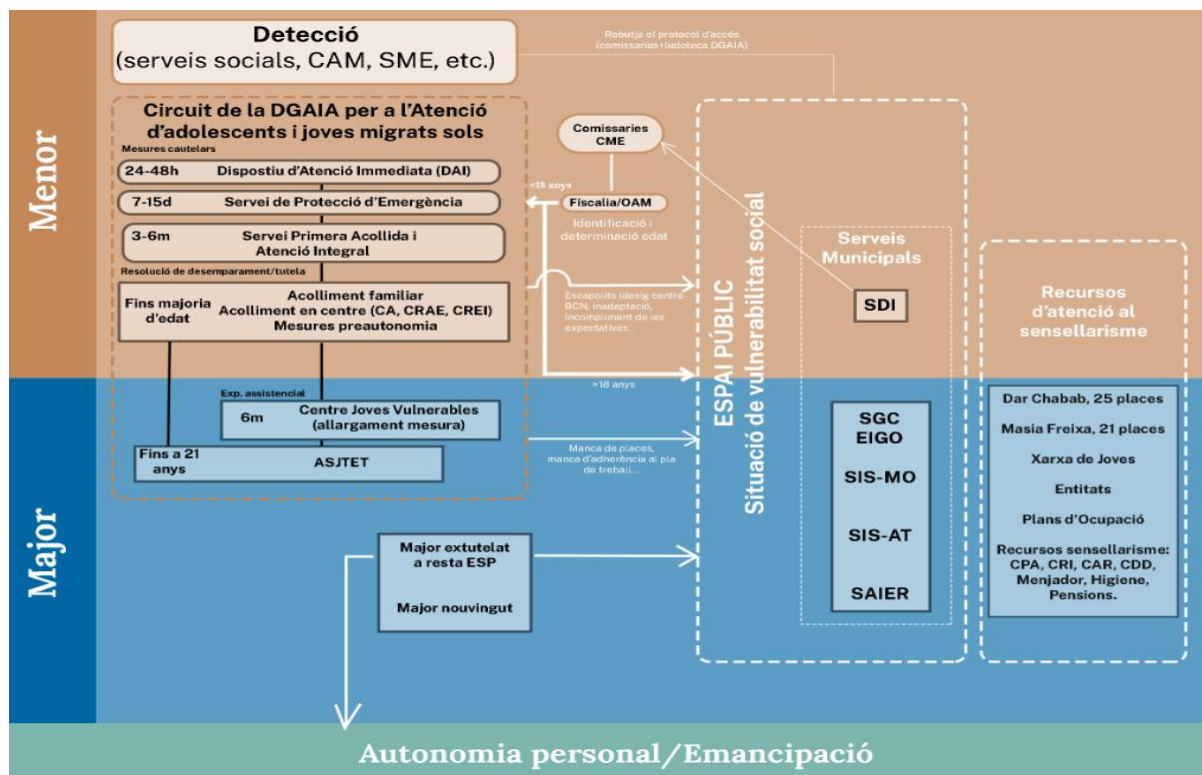 Menor
Detecció
(serveis socials, CAM, SME, etc.)
Rebutja el protocol d'accés
(comissaries+ludoteca DGAIA)
Circuit de la DGAIA per a l'Atenció
d'adolescents i joves migrats sols
Mesures cautelars
24-48h Dispostiu d'Atenció Immediata (DAI)
7-15d Servei de Protecció d'Emergència
3-6m Servei Primera Acollida i
Atenció Integral
Resolució de desemparament/tutela
Fins majoria
d'edat
Acolliment familiar
Acolliment en centre (CA, CRAE, CREI)
Mesures preautonomia
Comissaries
CME
<18 anys
Fiscalia/OAM
Identificació i
determinació edat
Escapolits (desig centre
BCN, inadaptació,
incompliment de les
expectatives...
>18 anys
ESPAI PÚBLIC
Situació de vulnerabilitat social
Serveis
Municipals
SDI
Recursos
d'atenció al
sensellarisme
Major
Exp. assistencial
6m Centre Joves Vulnerables
(allargament mesura)
Fins a 21
anys
ASJTET
Manca de places,
manca d'adherència al pla
de treball...
Major extutelat
a resta ESP
Major nouvingut
SGC
EIGO
SIS-MO
SIS-AT
SAIER
Dar Chabab, 25 places
Masia Freixa, 21 places
Xarxa de Joves
Entitats
Plans d'Ocupació
Recursos sensellarisme:
CPA, CRI, CAR, CDD,
Menjador, Higiene,
Pensions.
Autonomia personal/Emancipació